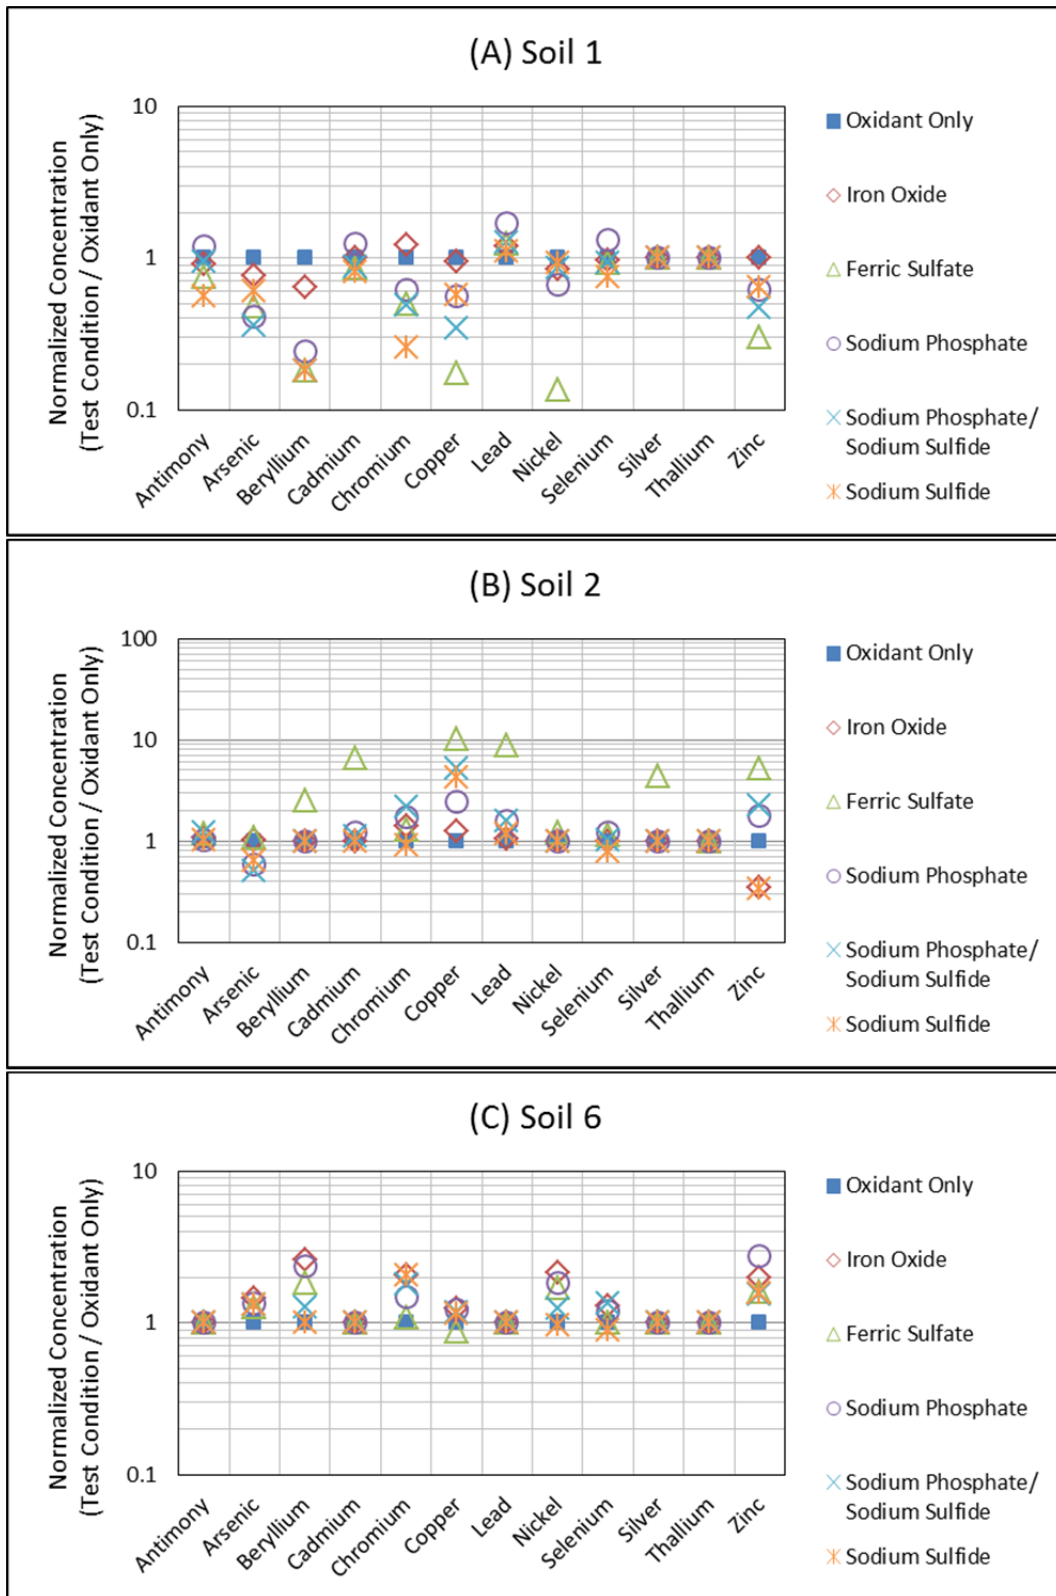 (A) Soil 1
Normalized Concentration
(Test Condition / Oxidant Only)
10
1
0.1
Antimony
Arsenic
Beryllium
Cadmium
Chromium
Copper
Lead
Nickel
Selenium
Silver
Thallium
Zinc
Oxidant Only
Iron Oxide
Ferric Sulfate
Sodium Phosphate
Sodium Phosphate/
Sodium Sulfide
Sodium Sulfide
(B) Soil 2
Normalized Concentration
(Test Condition / Oxidant Only)
100
10
1
0.1
Antimony
Arsenic
Beryllium
Cadmium
Chromium
Copper
Lead
Nickel
Selenium
Silver
Thallium
Zinc
Oxidant Only
Iron Oxide
Ferric Sulfate
Sodium Phosphate
Sodium Phosphate/
Sodium Sulfide
Sodium Sulfide
(C) Soil 6
Normalized Concentration
(Test Condition / Oxidant Only)
10
1
0.1
Antimony
Arsenic
Beryllium
Cadmium
Chromium
Copper
Lead
Nickel
Selenium
Silver
Thallium
Zinc
Oxidant Only
Iron Oxide
Ferric Sulfate
Sodium Phosphate
Sodium Phosphate/
Sodium Sulfide
Sodium Sulfide